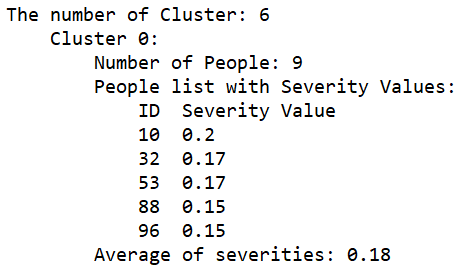 The number of Cluster: 6
Cluster 0:
Number of People: 9
People list with Severity Values:
ID Severity Value
10 0.2
32 0.17
53 0.17
88 0.15
96 0.15
Average of severities: 0.18